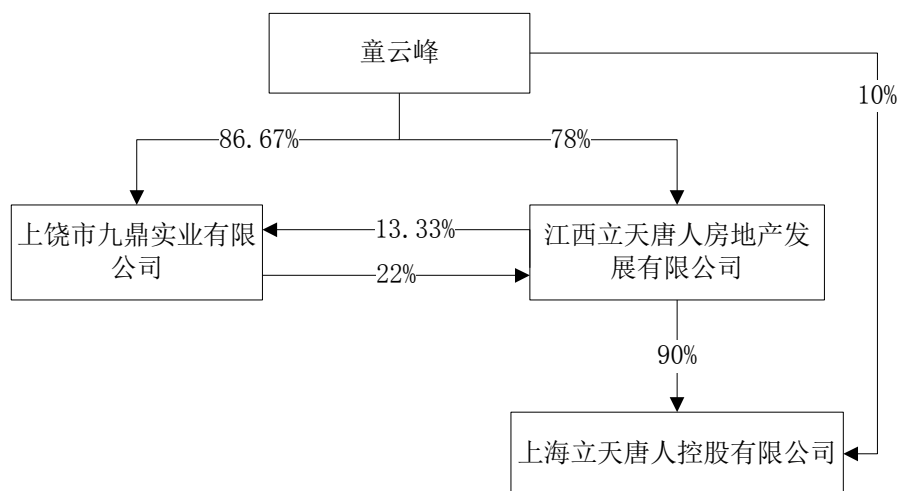 童云峰
10%
86.67%
78%
上饶市九鼎实业有限
公司
13.33%
22%
江西立天唐人房地产发
展有限公司
90%
上海立天唐人控股有限公司